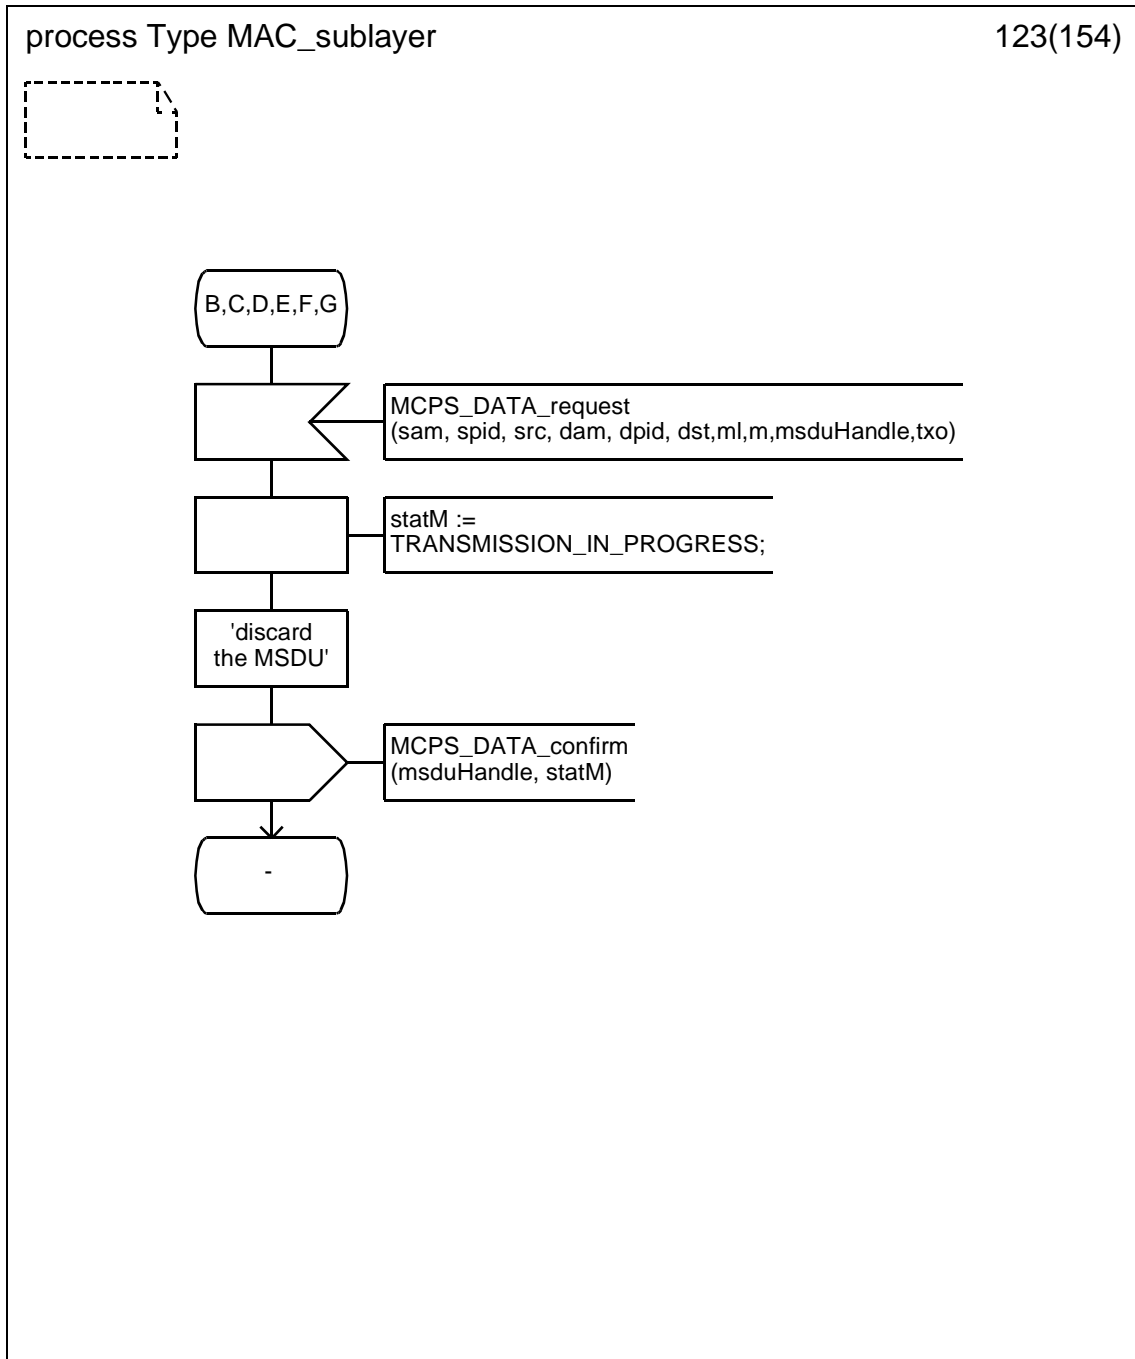 process Type MAC_sublayer
123(154)
B,C,D,E,F,G
MCPS_DATA_request
(sam, spid, src, dam, dpid, dst,ml,m,msduHandle,txo)
statM :=
TRANSMISSION_IN_PROGRESS;
'discard
the MSDU'
MCPS_DATA_confirm
(msduHandle, statM)
-